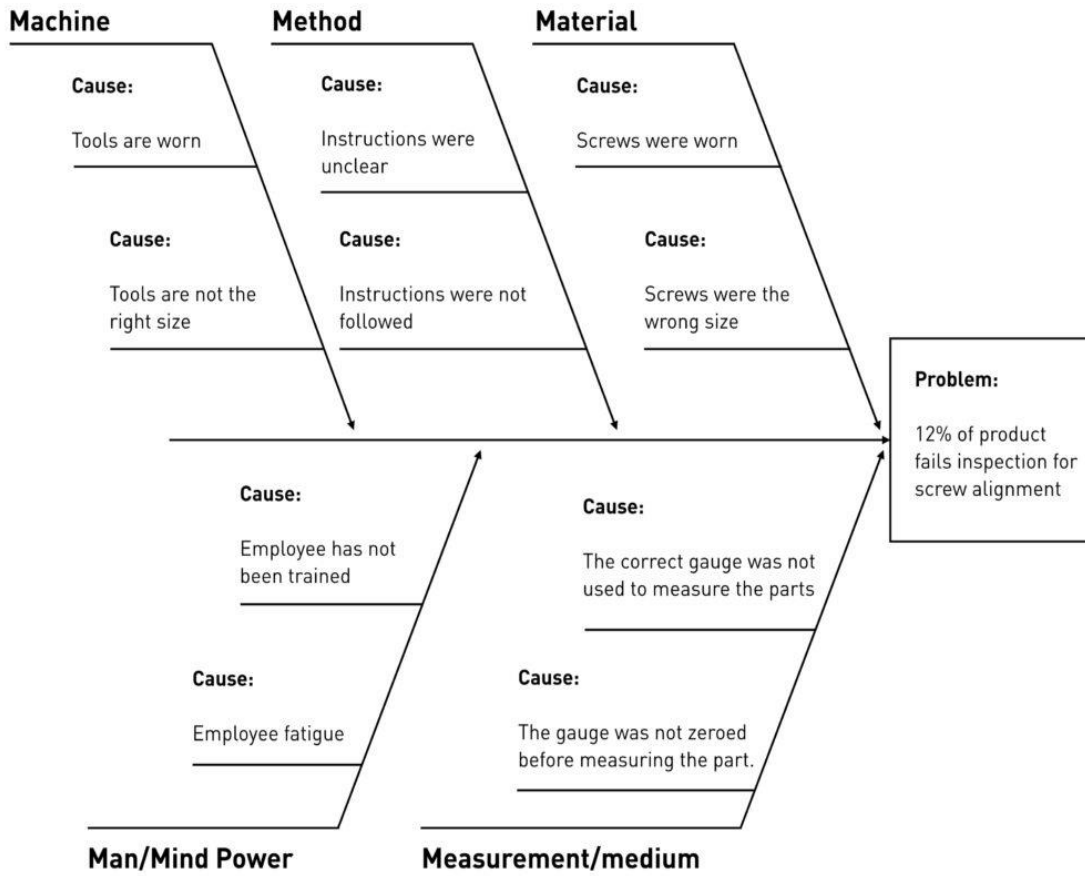 Machine
Method
Material
Cause:
Tools are worn
Cause:
Tools are not the
right size
Cause:
Instructions were
unclear
Cause:
Instructions were not
followed
Cause:
Screws were worn
Cause:
Screws were the
wrong size
Problem:
12% of product
fails inspection for
screw alignment
Cause:
Employee has not
been trained
Cause:
Employee fatigue
Cause:
The correct gauge was not
used to measure the parts
Cause:
The gauge was not zeroed
before measuring the part.
Man/Mind Power
Measurement/medium